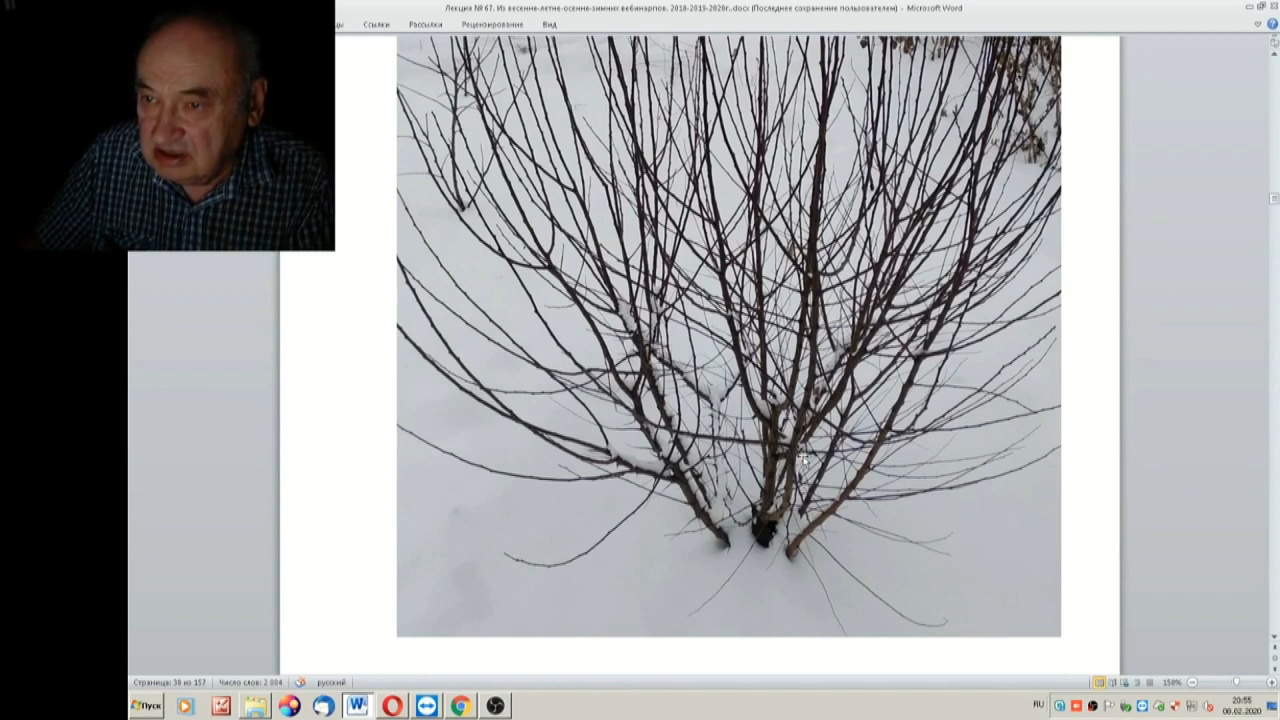 Лекция № 67. Из весенне-летне-осенне-зимних вебинаров. 2018-2019-2020г..docx (Последнее сохранение пользователем) - Microsoft Word
Ссылки Рассылки Рецензирование Вид
Страница: 38 из 157 Число слов: 2 004 русский 150%
Пуск RU 20:55
08.02.2020